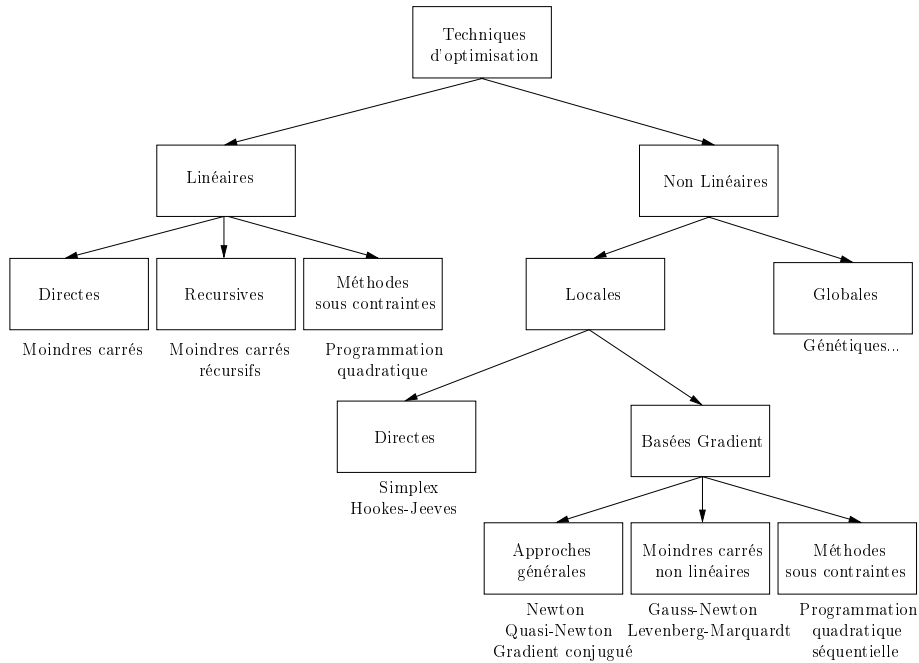 Techniques
d'optimisation
Linéaires
Non Linéaires
Directes
Recursives
Méthodes
sous contraintes
Locales
Globales
Moindres carrés
Moindres carrés
récursifs
Programmation
quadratique
Génétiques...
Directes
Basées Gradient
Simplex
Hookes-Jeeves
Approches
générales
Moindres carrés
non linéaires
Méthodes
sous contraintes
Newton
Quasi-Newton
Gradient conjugué
Gauss-Newton
Levenberg-Marquardt
Programmation
quadratique
séquentielle